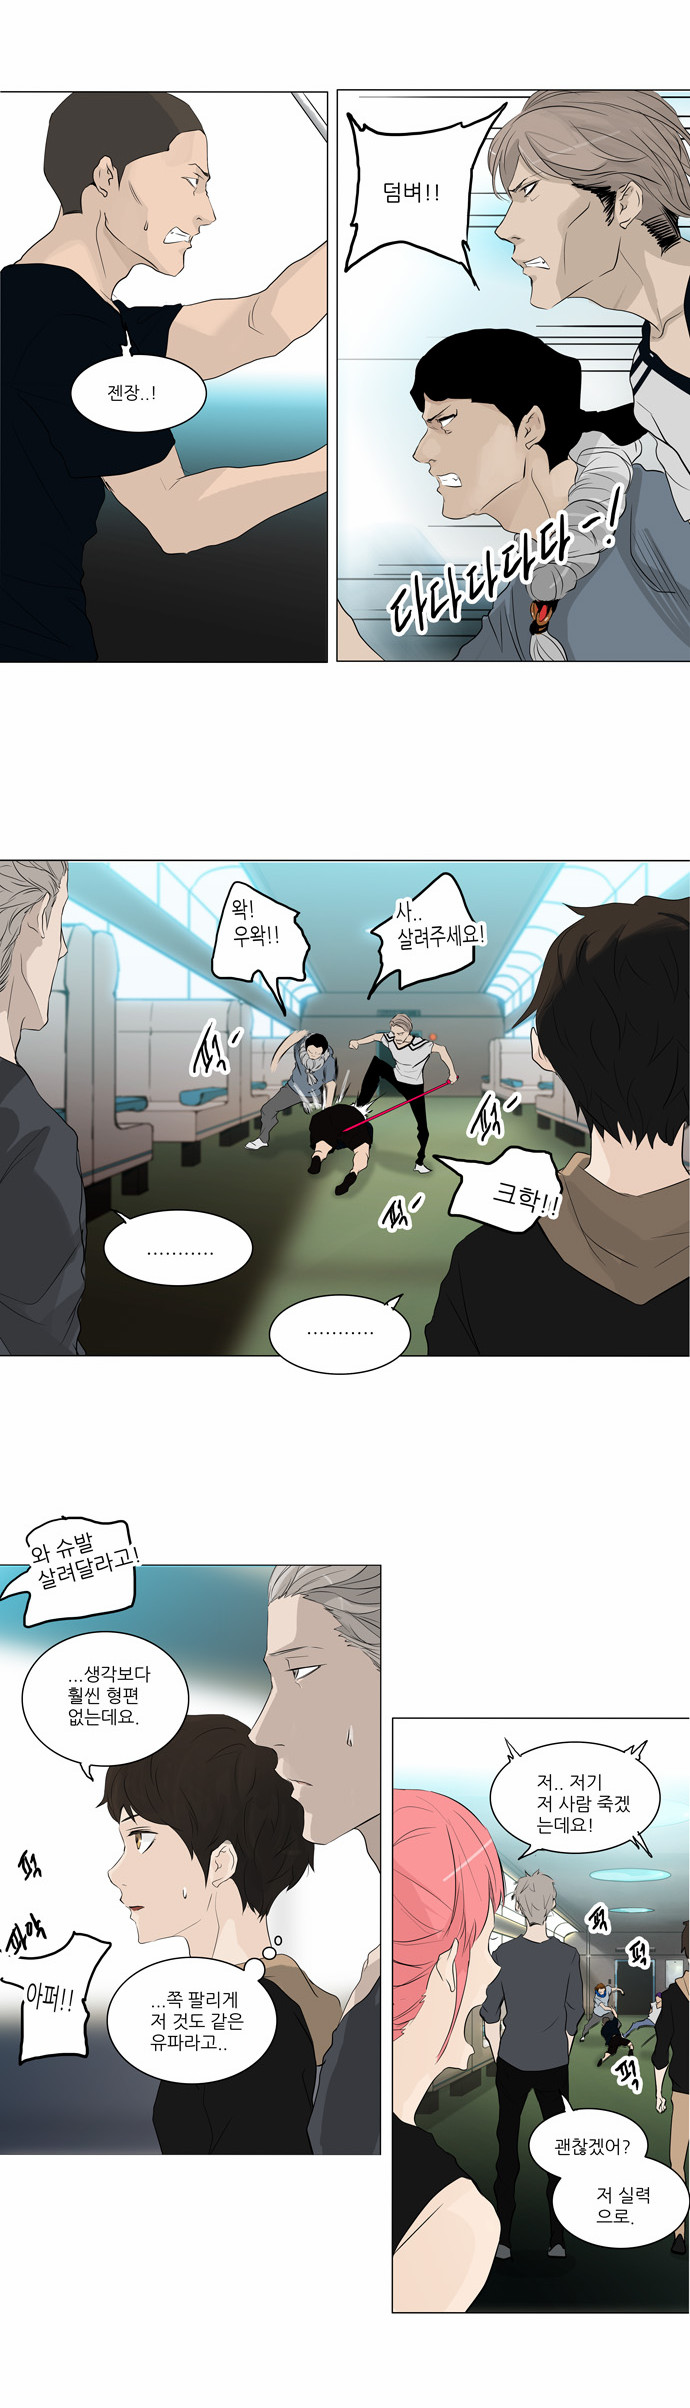 덤벼!!
젠장..!
다다다다다-!
왁!
우왁!!
사..
살려주세요!
퍽-
퍽-
크학!!
퍽-
...........
...........
와 슈발
살려달라고!
...생각보다
훨씬 형편
없는데요.
저.. 저기
저 사람 죽겠
는데요!
퍽
퍼억
아퍼!!
...쪽 팔리게
저 것도 같은
유파라고..
퍽
퍽
퍽
괜찮겠어?
저 실력
으로.